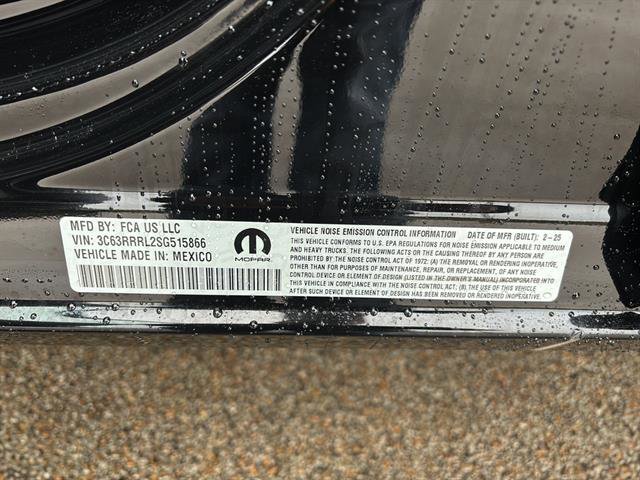 MFD BY: FCA US LLC
VIN: 3C63RRRL2SG515866
VEHICLE MADE IN: MEXICO
MOPAR
VEHICLE NOISE EMISSION CONTROL INFORMATION DATE OF MFR (BUILT): 2-25
THIS VEHICLE CONFORMS TO U.S. EPA REGULATIONS FOR NOISE EMISSION APPLICABLE TO MEDIUM
AND HEAVY TRUCKS. THE FOLLOWING ACTS OR THE CAUSING THEREOF BY ANY PERSON ARE
PROHIBITED BY THE NOISE CONTROL ACT OF 1972: (A) THE REMOVAL OR RENDERING INOPERATIVE,
OTHER THAN FOR PURPOSES OF MAINTENANCE, REPAIR, OR REPLACEMENT, OF ANY NOISE
CONTROL DEVICE OR ELEMENT OF DESIGN (LISTED IN THE OWNER'S MANUAL) INCORPORATED INTO
THIS VEHICLE IN COMPLIANCE WITH THE NOISE CONTROL ACT; (B) THE USE OF THIS VEHICLE
AFTER SUCH DEVICE OR ELEMENT OF DESIGN HAS BEEN REMOVED OR RENDERED INOPERATIVE.